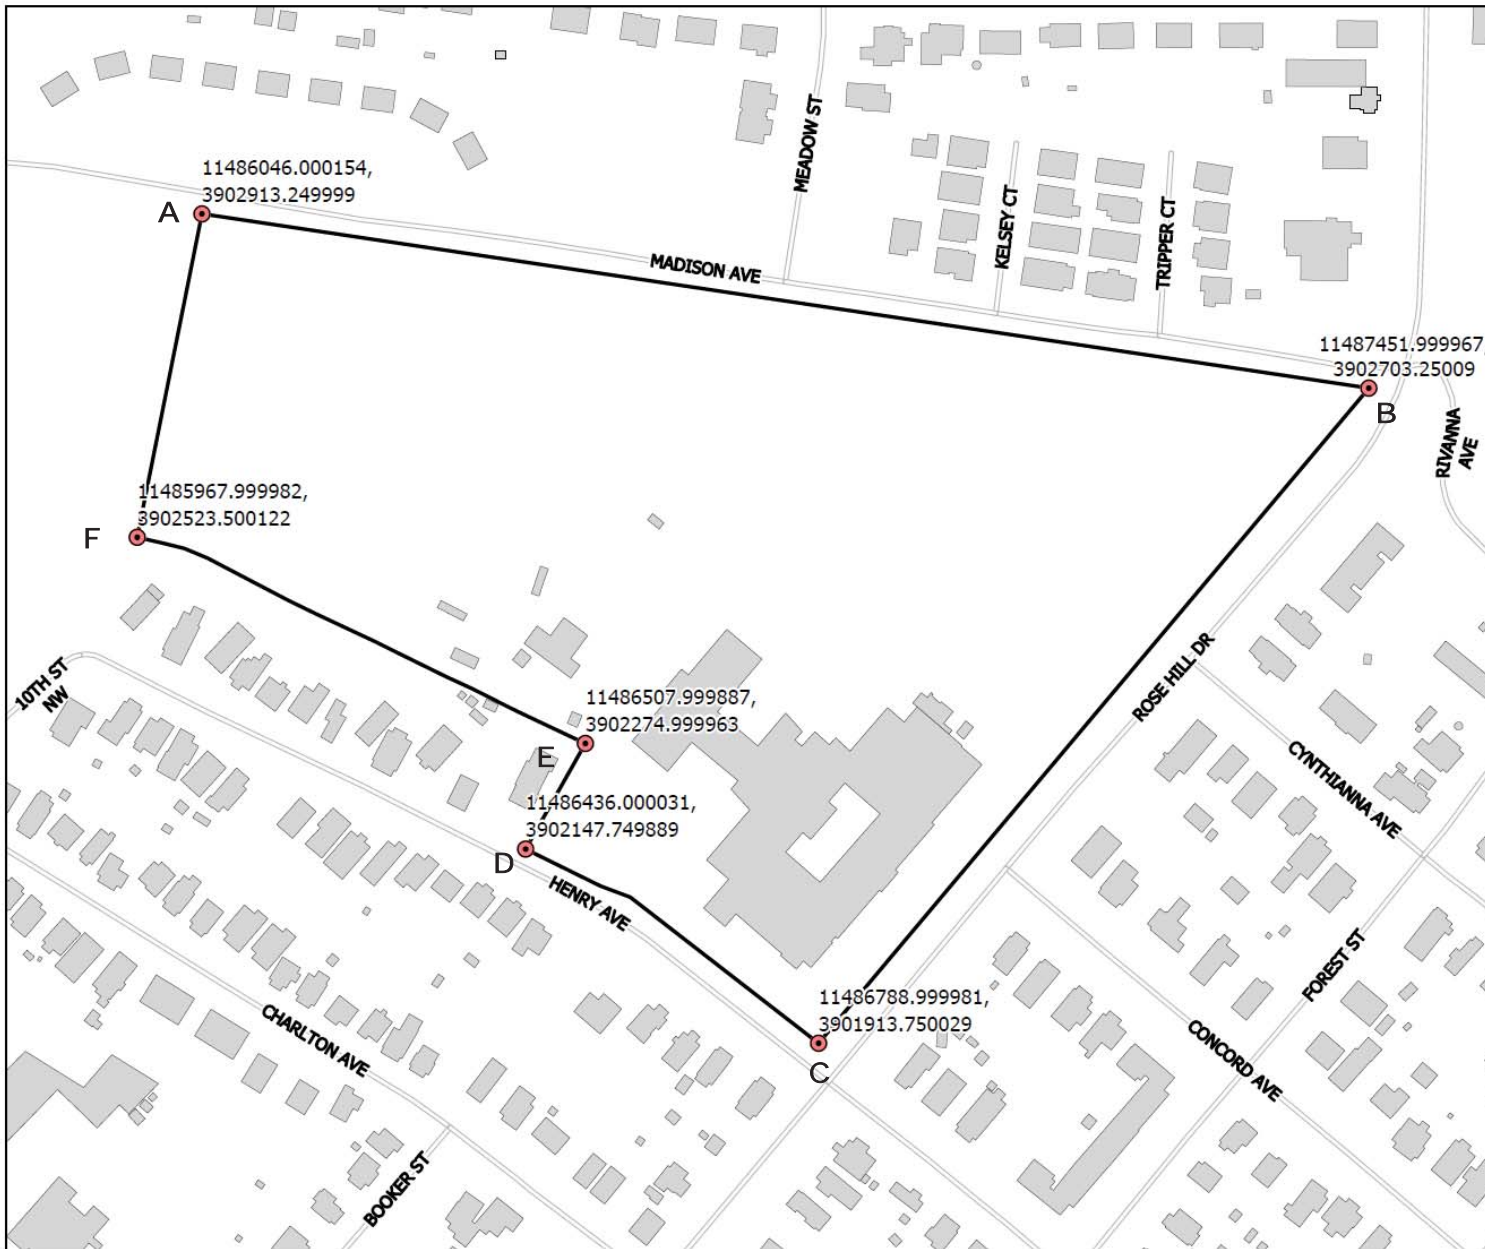 MEADOW ST
11486046.000154,
3902913.249999
A
KELSEY CT
TRIPPER CT
MADISON AVE
11487451.999967,
3902703.25009
B
RIVANNA
AVE
11485967.999982,
3902523.500122
F
ROSE HILL DR
10TH ST
NW
11486507.999887,
3902274.999963
E
CYNTHIANNA AVE
11486436.000031,
3902147.749889
D
HENRY AVE
FOREST ST
11486788.999981,
3901913.750029
C
CHARLTON AVE
CONCORD AVE
BOOKER ST